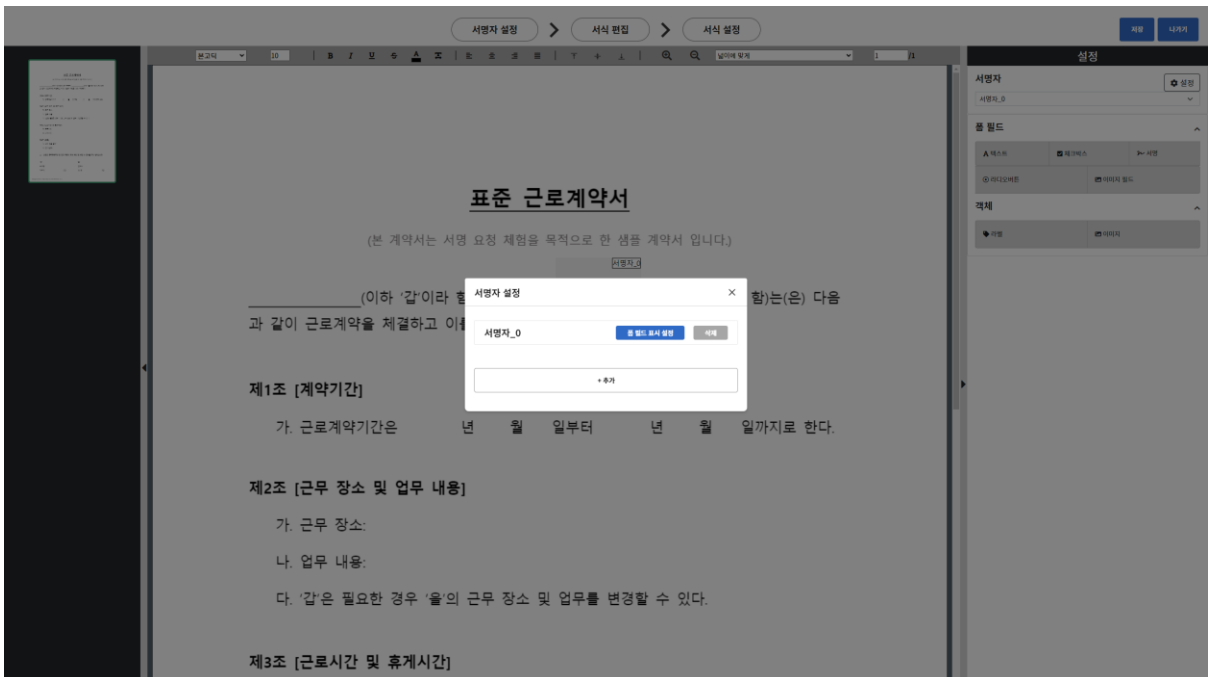 서명자 설정
서식 편집
서식 설정
저장
나가기
본고딕
10
B I U S A
넓이에 맞게
1 /1
설정
서명자
설정
서명자_0
폼 필드
A 텍스트
체크박스
서명
라디오버튼
이미지 필드
객체
라벨
이미지
표준 근로계약서
(본 계약서는 서명 요청 체험을 목적으로 한 샘플 계약서 입니다.)
서명자_0
(이하 ‘갑’이라 함)는(은) 다음
과 같이 근로계약을 체결하고 이를
서명자 설정 ×
서명자_0 폼 필드 표시 설정 삭제
+ 추가
제1조 [계약기간]
가. 근로계약기간은 년 월 일부터 년 월 일까지로 한다.
제2조 [근무 장소 및 업무 내용]
가. 근무 장소:
나. 업무 내용:
다. ‘갑’은 필요한 경우 ‘을’의 근무 장소 및 업무를 변경할 수 있다.
제3조 [근로시간 및 휴게시간]